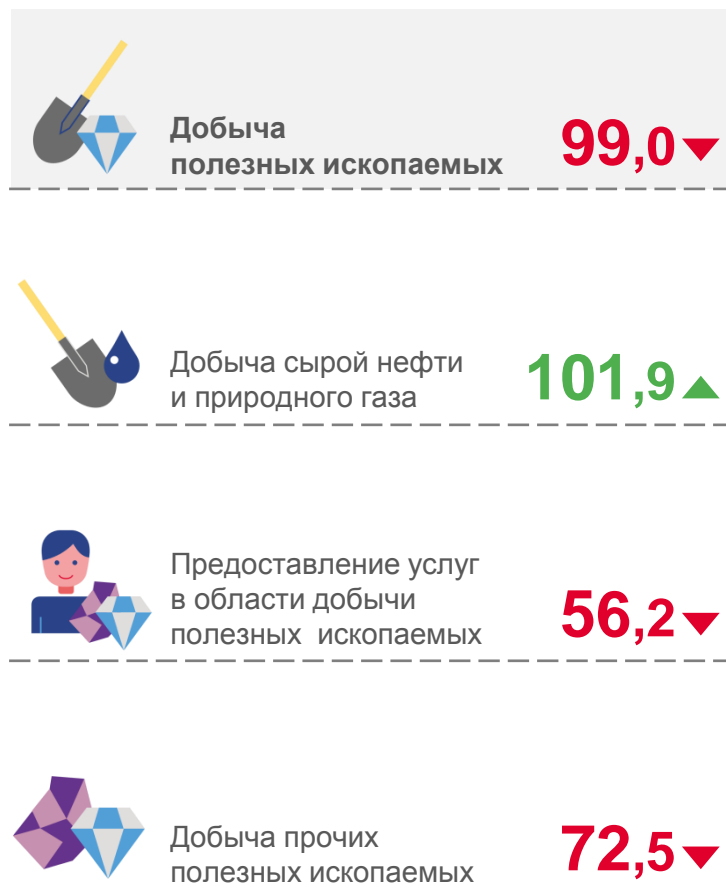 Добыча
полезных ископаемых
99,0
Добыча сырой нефти
и природного газа
101,9
Предоставление услуг
в области добычи
полезных ископаемых
56,2
Добыча прочих
полезных ископаемых
72,5